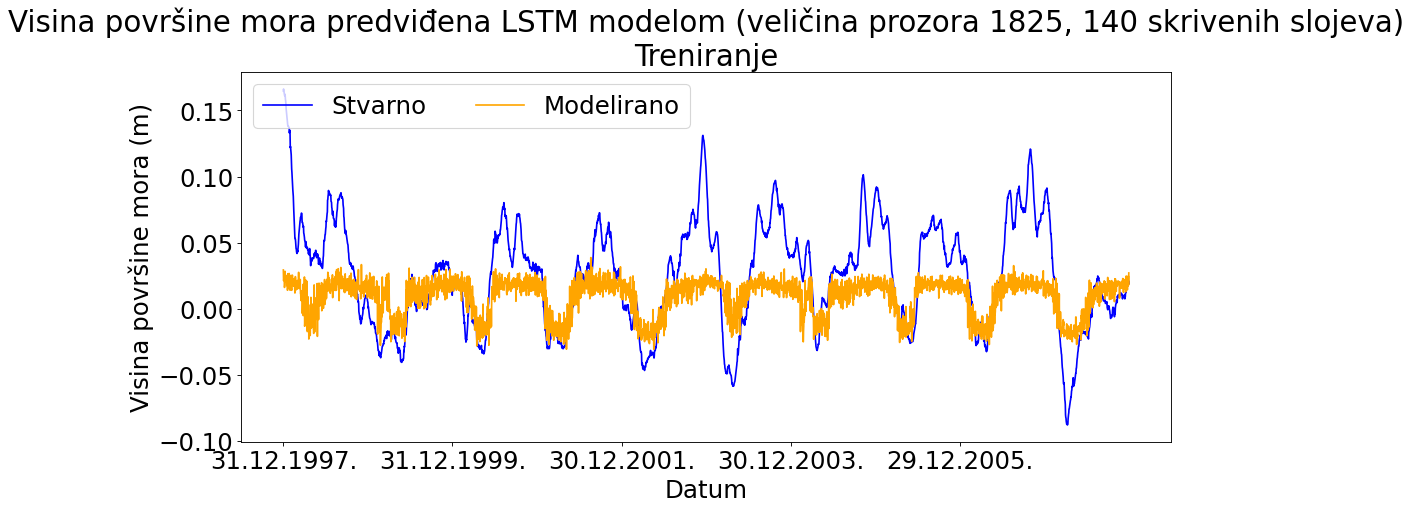 Visina površine mora predviđena LSTM modelom (veličina prozora 1825, 140 skrivenih slojeva)
Treniranje
Stvarno
Modelirano
Visina površine mora (m)
0.15
0.10
0.05
0.00
−0.05
−0.10
31.12.1997.
31.12.1999.
30.12.2001.
30.12.2003.
29.12.2005.
Datum